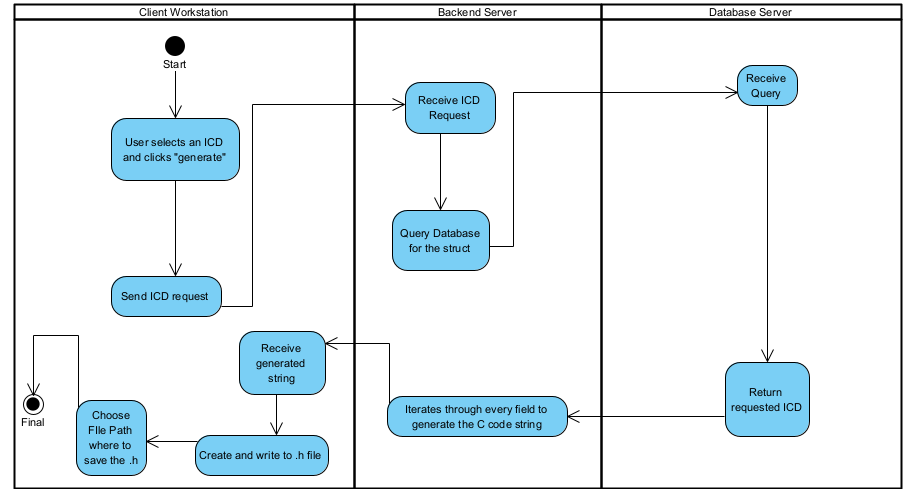 Client Workstation
Backend Server
Database Server
Start
User selects an ICD
and clicks "generate"
Send ICD request
Receive ICD
Request
Query Database
for the struct
Receive
Query
Return
requested ICD
Iterates through every field to
generate the C code string
Receive
generated
string
Create and write to .h file
Choose
FIle Path
where to
save the .h
Final